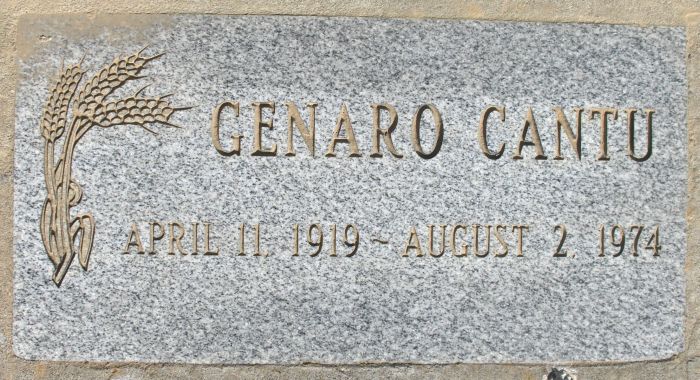 GENARO CANTU
APRIL 11, 1919 ~ AUGUST 2, 1974